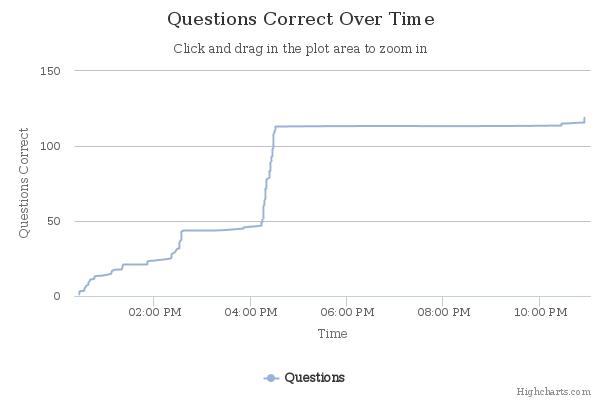 Questions Correct Over Time
Click and drag in the plot area to zoom in
Questions Correct
150
100
50
0
02:00 PM 04:00 PM 06:00 PM 08:00 PM 10:00 PM
Time
Questions
Highcharts.com